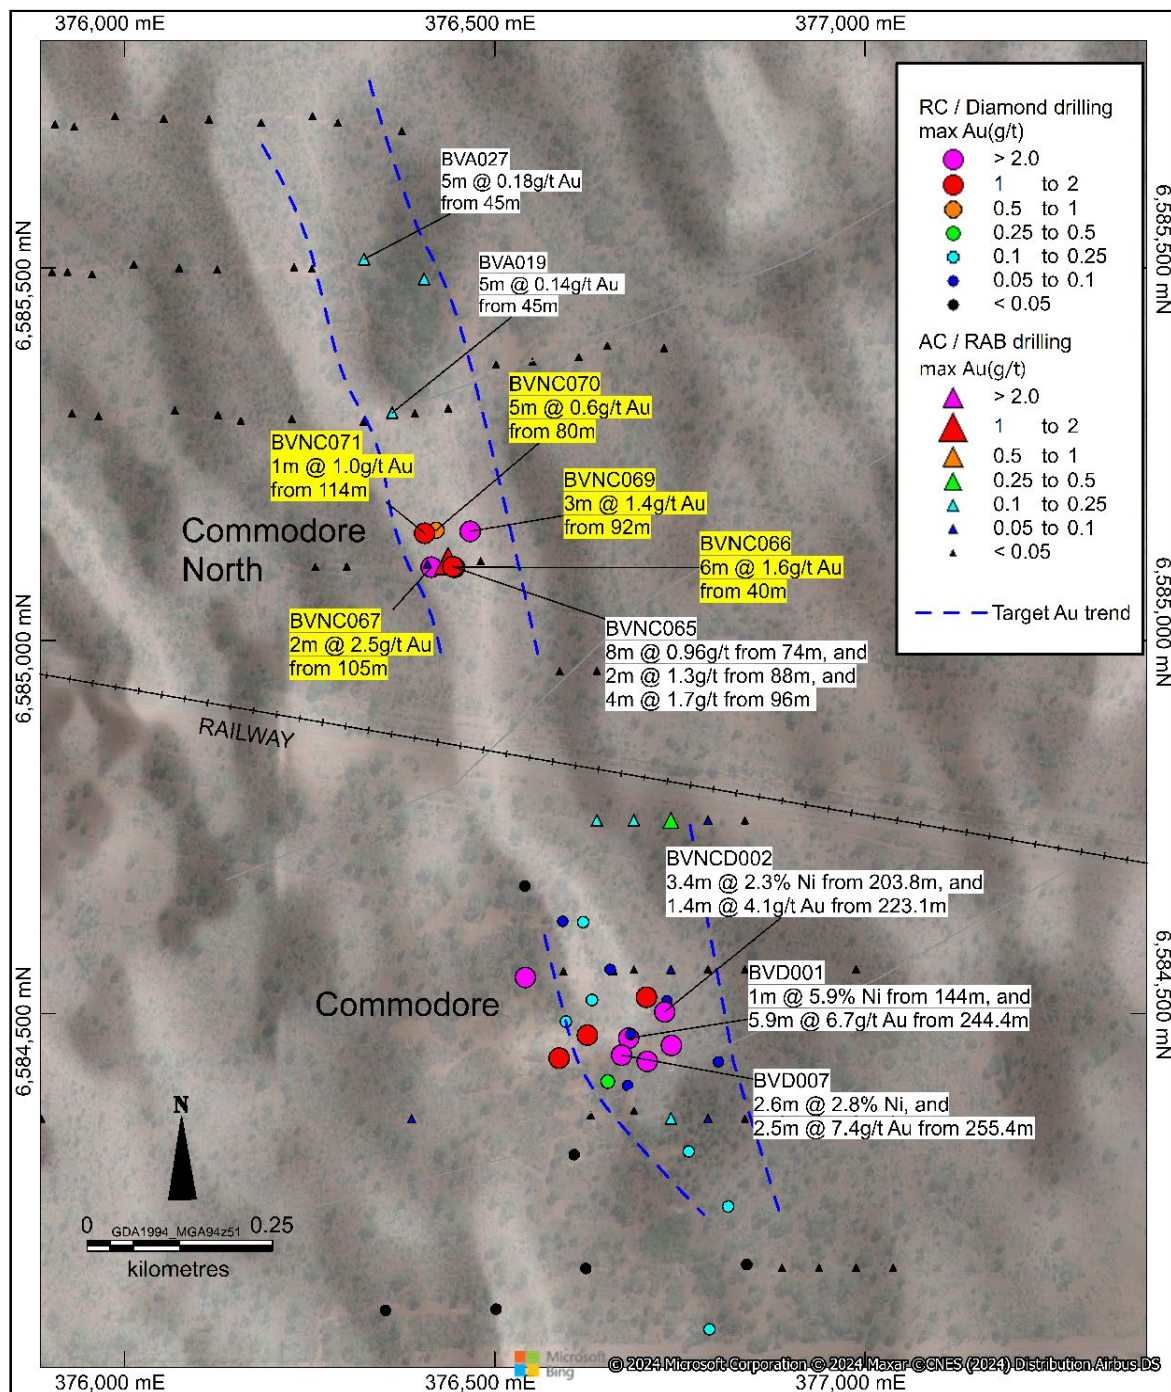 376,000 mE
376,500 mE
377,000 mE
RC / Diamond drilling
max Au(g/t)
> 2.0
1 to 2
0.5 to 1
0.25 to 0.5
0.1 to 0.25
0.05 to 0.1
< 0.05
AC / RAB drilling
max Au(g/t)
> 2.0
1 to 2
0.5 to 1
0.25 to 0.5
0.1 to 0.25
0.05 to 0.1
< 0.05
Target Au trend
6,585,500 mN
6,585,500 mN
BVA027
5m @ 0.18g/t Au
from 45m
BVA019
5m @ 0.14g/t Au
from 45m
BVNC070
5m @ 0.6g/t Au
from 80m
BVNC071
1m @ 1.0g/t Au
from 114m
BVNC069
3m @ 1.4g/t Au
from 92m
Commodore
North
BVNC066
6m @ 1.6g/t Au
from 40m
BVNC067
2m @ 2.5g/t Au
from 105m
BVNC065
8m @ 0.96g/t from 74m, and
2m @ 1.3g/t from 88m, and
4m @ 1.7g/t from 96m
6,585,000 mN
6,585,000 mN
RAILWAY
BVNCD002
3.4m @ 2.3% Ni from 203.8m, and
1.4m @ 4.1g/t Au from 223.1m
Commodore
BVD001
1m @ 5.9% Ni from 144m, and
5.9m @ 6.7g/t Au from 244.4m
6,584,500 mN
6,584,500 mN
BVD007
2.6m @ 2.8% Ni, and
2.5m @ 7.4g/t Au from 255.4m
N
0 GDA1994_MGA94z51 0.25
kilometres
Microsoft
Bing
© 2024 Microsoft Corporation © 2024 Maxar ©CNES (2024) Distribution Airbus DS
376,000 mE
376,500 mE
377,000 mE